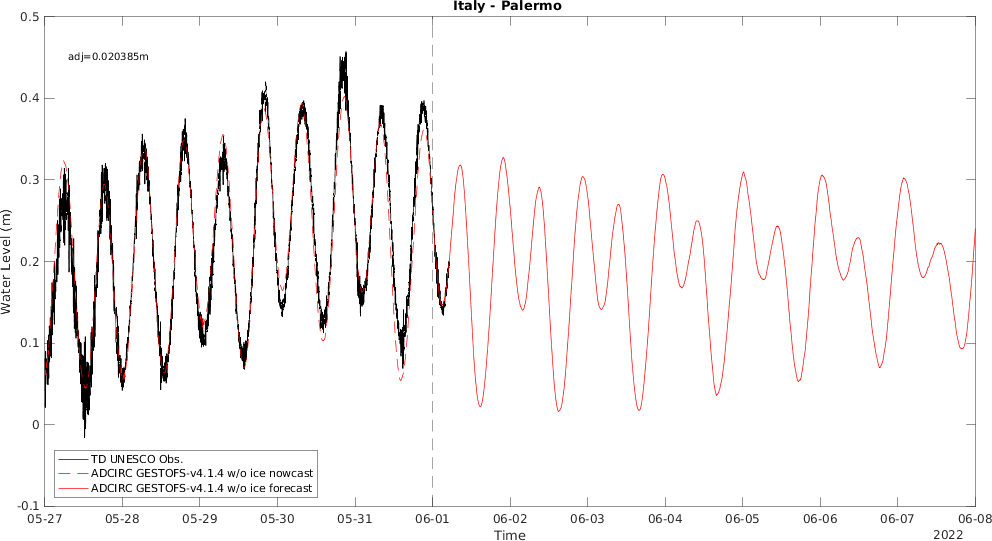 Italy - Palermo
adj=0.020385m
0.5
0.4
0.3
0.2
0.1
0
-0.1
Water Level (m)
TD UNESCO Obs.
ADCIRC GESTOFS-v4.1.4 w/o ice nowcast
ADCIRC GESTOFS-v4.1.4 w/o ice forecast
05-27 05-28 05-29 05-30 05-31 06-01 06-02 06-03 06-04 06-05 06-06 06-07 06-08
Time
2022